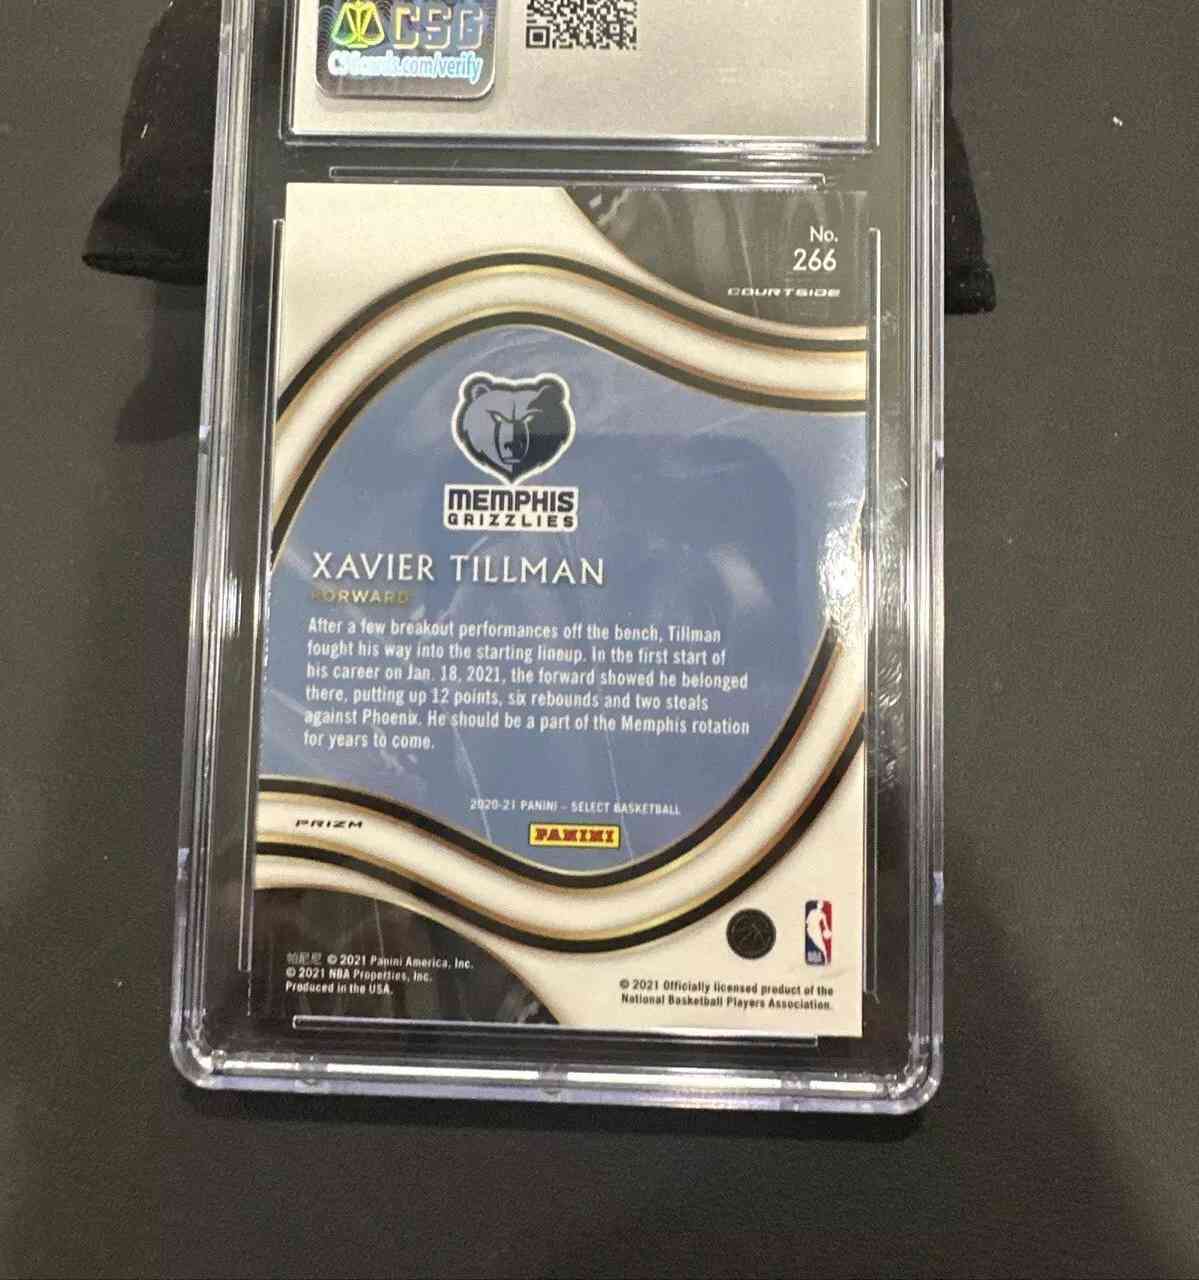 CSG
CSGcards.com/verify
No.
266
COURTSIDE
MEMPHIS
GRIZZLIES
XAVIER TILLMAN
FORWARD
After a few breakout performances off the bench, Tillman
fought his way into the starting lineup. In the first start of
his career on Jan. 18, 2021, the forward showed he belonged
there, putting up 12 points, six rebounds and two steals
against Phoenix. He should be a part of the Memphis rotation
for years to come.
2020-21 PANINI – SELECT BASKETBALL
PANINI
PRIZM
帕尼尼 © 2021 Panini America, Inc.
© 2021 NBA Properties, Inc.
Produced in the USA.
NBA
© 2021 Officially licensed product of the
National Basketball Players Association.